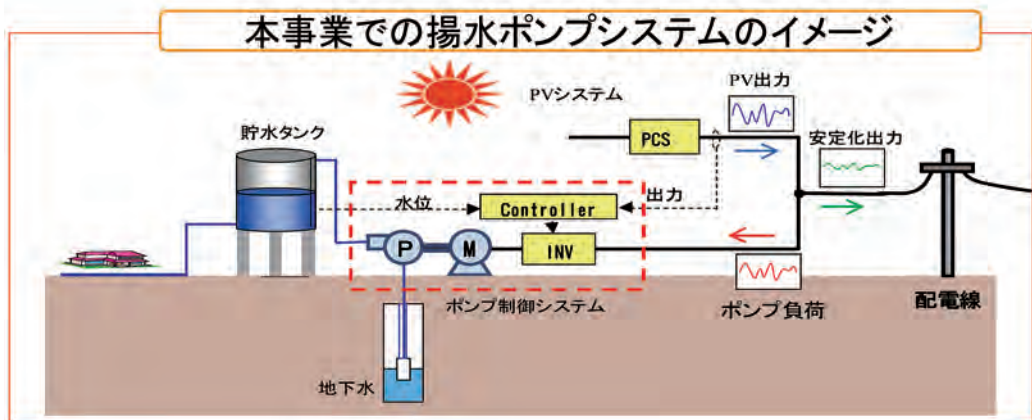 本事業での揚水ポンプシステムのイメージ
PV出力
PVシステム
安定化出力
貯水タンク
PCS
水位
Controller
出力
P
M
INV
ポンプ制御システム
ポンプ負荷
配電線
地下水